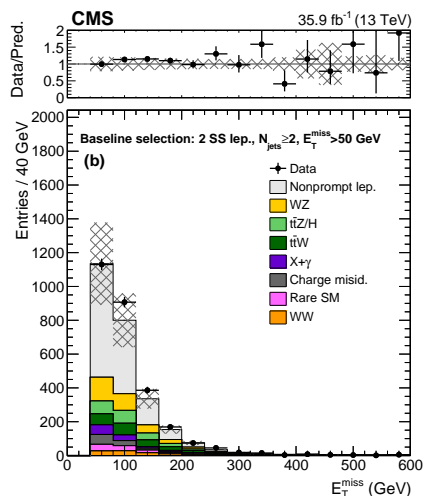 CMS 35.9 fb⁻¹ (13 TeV)
Data/Pred.
2
1.5
1
0.5
0
Entries / 40 GeV
2000
1800
1600
1400
1200
1000
800
600
400
200
0
Baseline selection: 2 SS lep., N_jets≥2, E_T^miss>50 GeV
(b)
Data
Nonprompt lep.
WZ
tt̄Z/H
tt̄W
X+γ
Charge misid.
Rare SM
WW
0 100 200 300 400 500 600
E_T^miss (GeV)